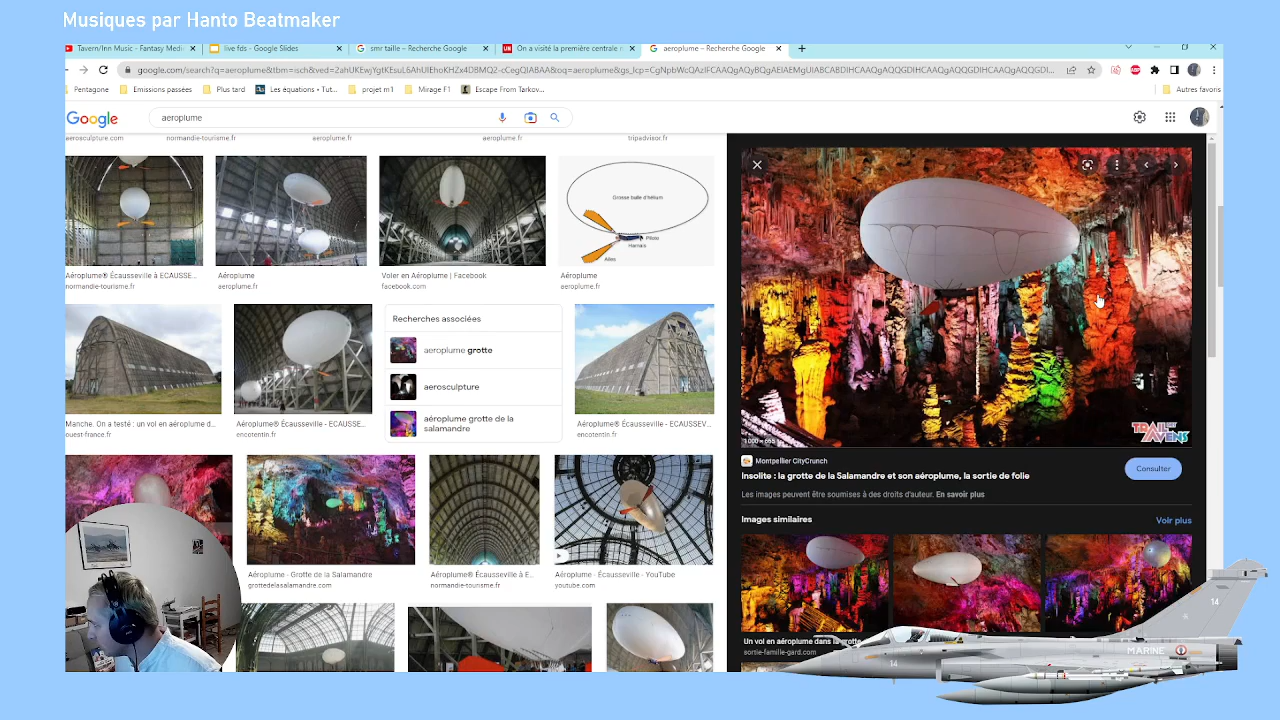 Musiques par Hanto Beatmaker
Tavern/Inn Music - Fantasy Medi
live fds - Google Slides
smr taille – Recherche Google
On a visité la première centrale n
aeroplume – Recherche Google
Pentagone
Emissions passées
Plus tard
Les équations • Tut...
projet m1
Mirage F1
Escape From Tarkov...
Autres favoris
Google
aeroplume
aerosculpture.com
normandie-tourisme.fr
aeroplume.fr
aeroplume.fr
tripadvisor.fr
Grosse bulle d'hélium
Pilote
Harnais
Ailes
Aéroplume® Écausseville à ECAUSSE...
normandie-tourisme.fr
Aéroplume
aeroplume.fr
Voler en Aéroplume | Facebook
facebook.com
Aéroplume
aeroplume.fr
Recherches associées
aeroplume grotte
aerosculpture
aéroplume grotte de la
salamandre
Manche. On a testé : un vol en aéroplume d...
ouest-france.fr
Aéroplume® Écausseville - ECAUSSE...
encotentin.fr
Aéroplume® Écausseville - ECAUSSEV...
encotentin.fr
Aéroplume - Grotte de la Salamandre
grottedelasalamandre.com
Aéroplume® Écausseville à E...
normandie-tourisme.fr
Aéroplume - Écausseville - YouTube
youtube.com
1000 × 665
TRAIL
AVENS
Montpellier CityCrunch
Insolite : la grotte de la Salamandre et son aéroplume, la sortie de folie
Consulter
Les images peuvent être soumises à des droits d'auteur. En savoir plus
Images similaires
Voir plus
Un vol en aéroplume dans la grotte
sortie-famille-gard.com
14
14
MARINE